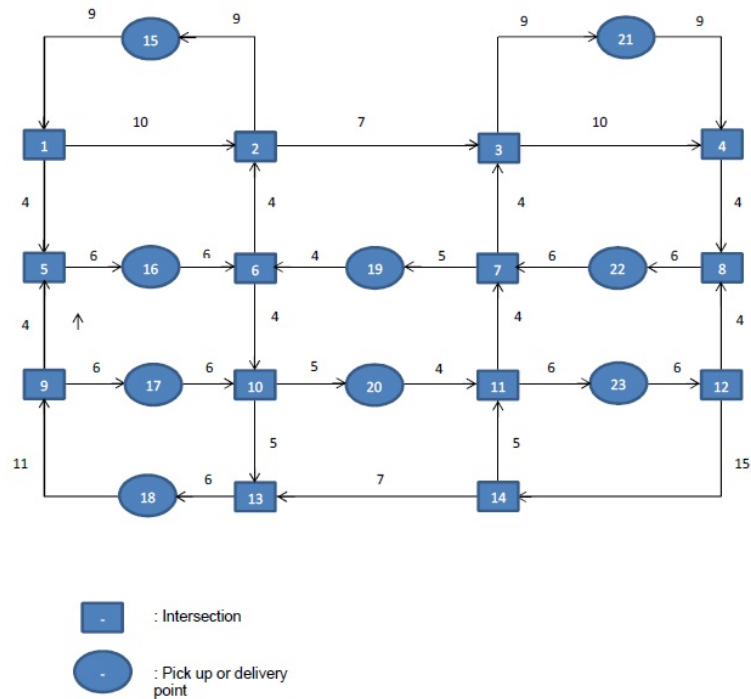 9 15 9 9 21 9
10 7 10
1 2 3 4
4 4 4 4
5 6 16 6 6 4 19 5 7 6 22 6 8
4 4 4 4
9 6 17 6 10 5 20 4 11 6 23 6 12
5 5
11 18 6 13 7 14 15
- : Intersection
- : Pick up or delivery
point